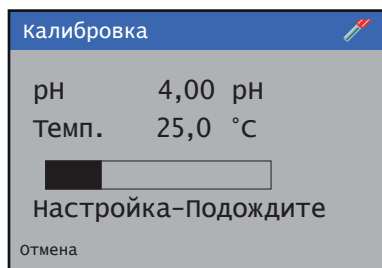 Калибровка
pH 4,00 pH
Темп. 25,0 °C
Настройка-Подождите
Отмена